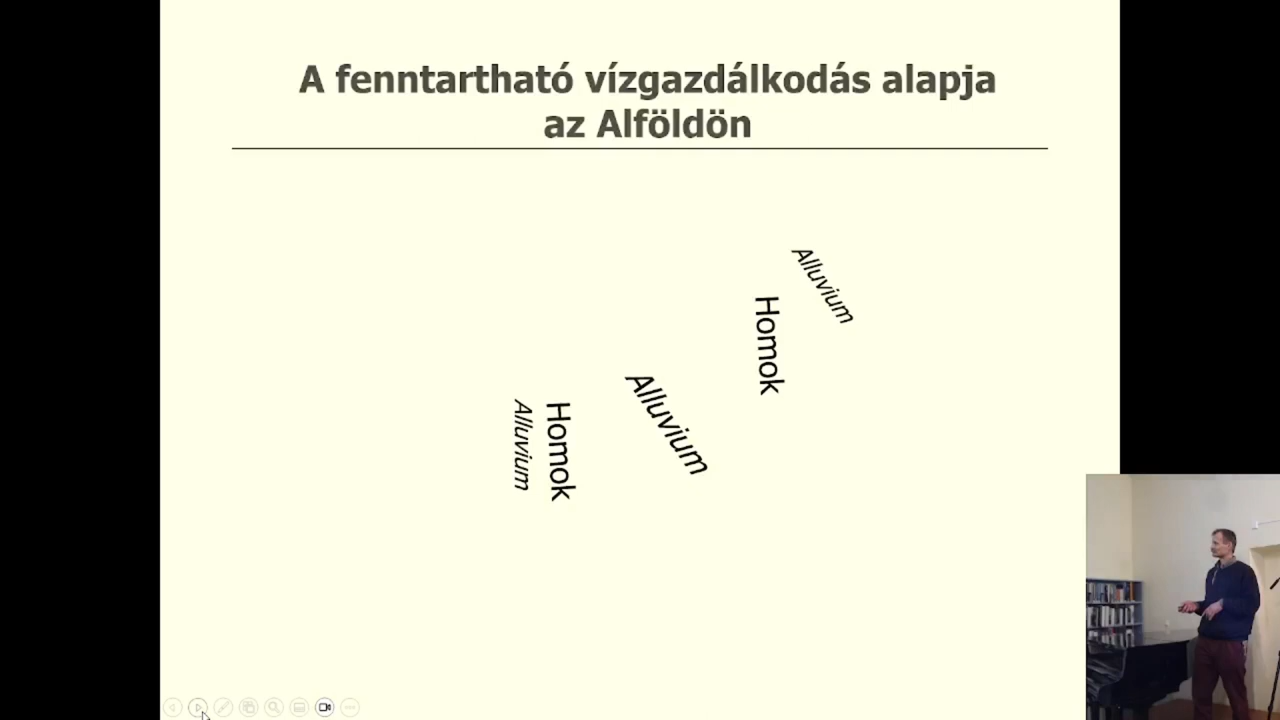 A fenntartható vízgazdálkodás alapja
az Alföldön
Alluvium
Homok
Alluvium
Homok
Alluvium